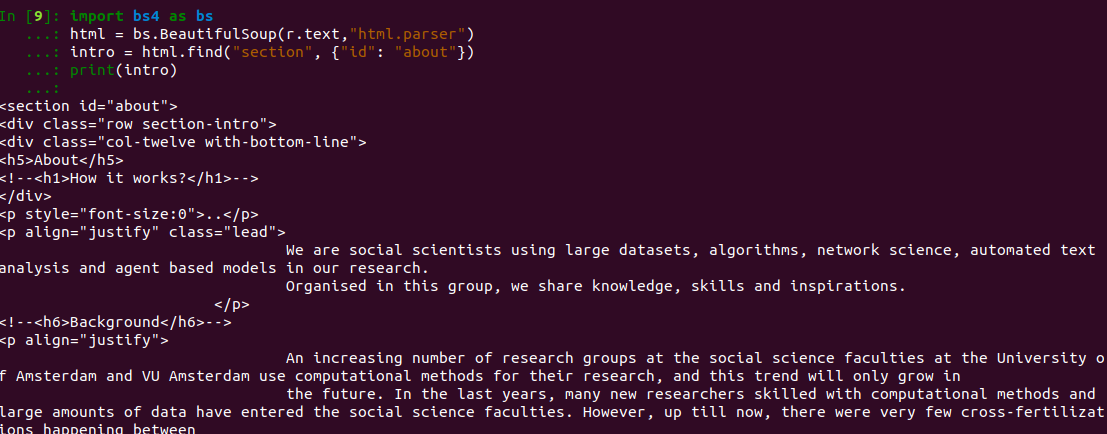 In [9]: import bs4 as bs
   ...: html = bs.BeautifulSoup(r.text,"html.parser")
   ...: intro = html.find("section", {"id": "about"})
   ...: print(intro)
   ...:
<section id="about">
<div class="row section-intro">
<div class="col-twelve with-bottom-line">
<h5>About</h5>
<!--<h1>How it works?</h1>-->
</div>
<p style="font-size:0">..</p>
<p align="justify" class="lead">
                                We are social scientists using large datasets, algorithms, network science, automated text
analysis and agent based models in our research.
                                Organised in this group, we share knowledge, skills and inspirations.
                        </p>
<!--<h6>Background</h6>-->
<p align="justify">
                                An increasing number of research groups at the social science faculties at the University o
f Amsterdam and VU Amsterdam use computational methods for their research, and this trend will only grow in
                                the future. In the last years, many new researchers skilled with computational methods and
large amounts of data have entered the social science faculties. However, up till now, there were very few cross-fertilizat
ions happening between